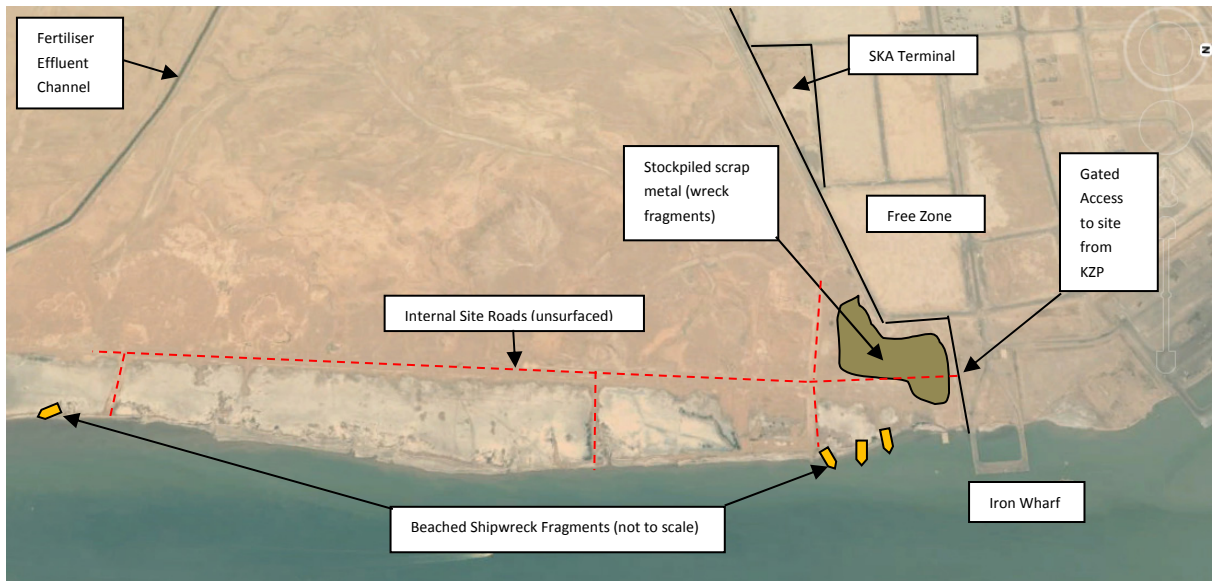 Fertiliser
Effluent
Channel
SKA Terminal
N
Stockpiled scrap
metal (wreck
fragments)
Gated
Access
to site
from
KZP
Free Zone
Internal Site Roads (unsurfaced)
Beached Shipwreck Fragments (not to scale)
Iron Wharf